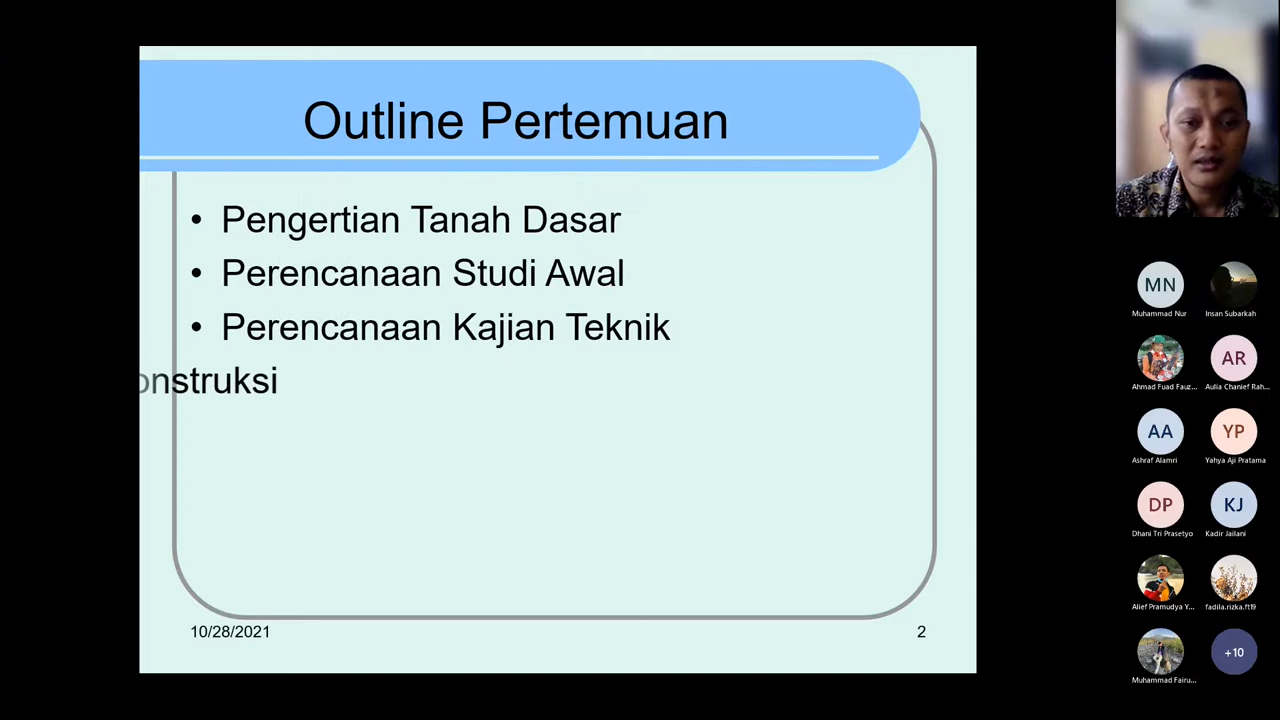 Outline Pertemuan
• Pengertian Tanah Dasar
• Perencanaan Studi Awal
• Perencanaan Kajian Teknik
onstruksi
10/28/2021
2
MN
Muhammad Nur
Insan Subarkah
Ahmad Fuad Fauz...
AR
Aulia Chanief Rah...
AA
Ashraf Alamri
YP
Yahya Aji Pratama
DP
Dhani Tri Prasetyo
KJ
Kadir Jailani
Alief Pramudya Y...
fadila.rizka.ft19
Muhammad Fairu...
+10